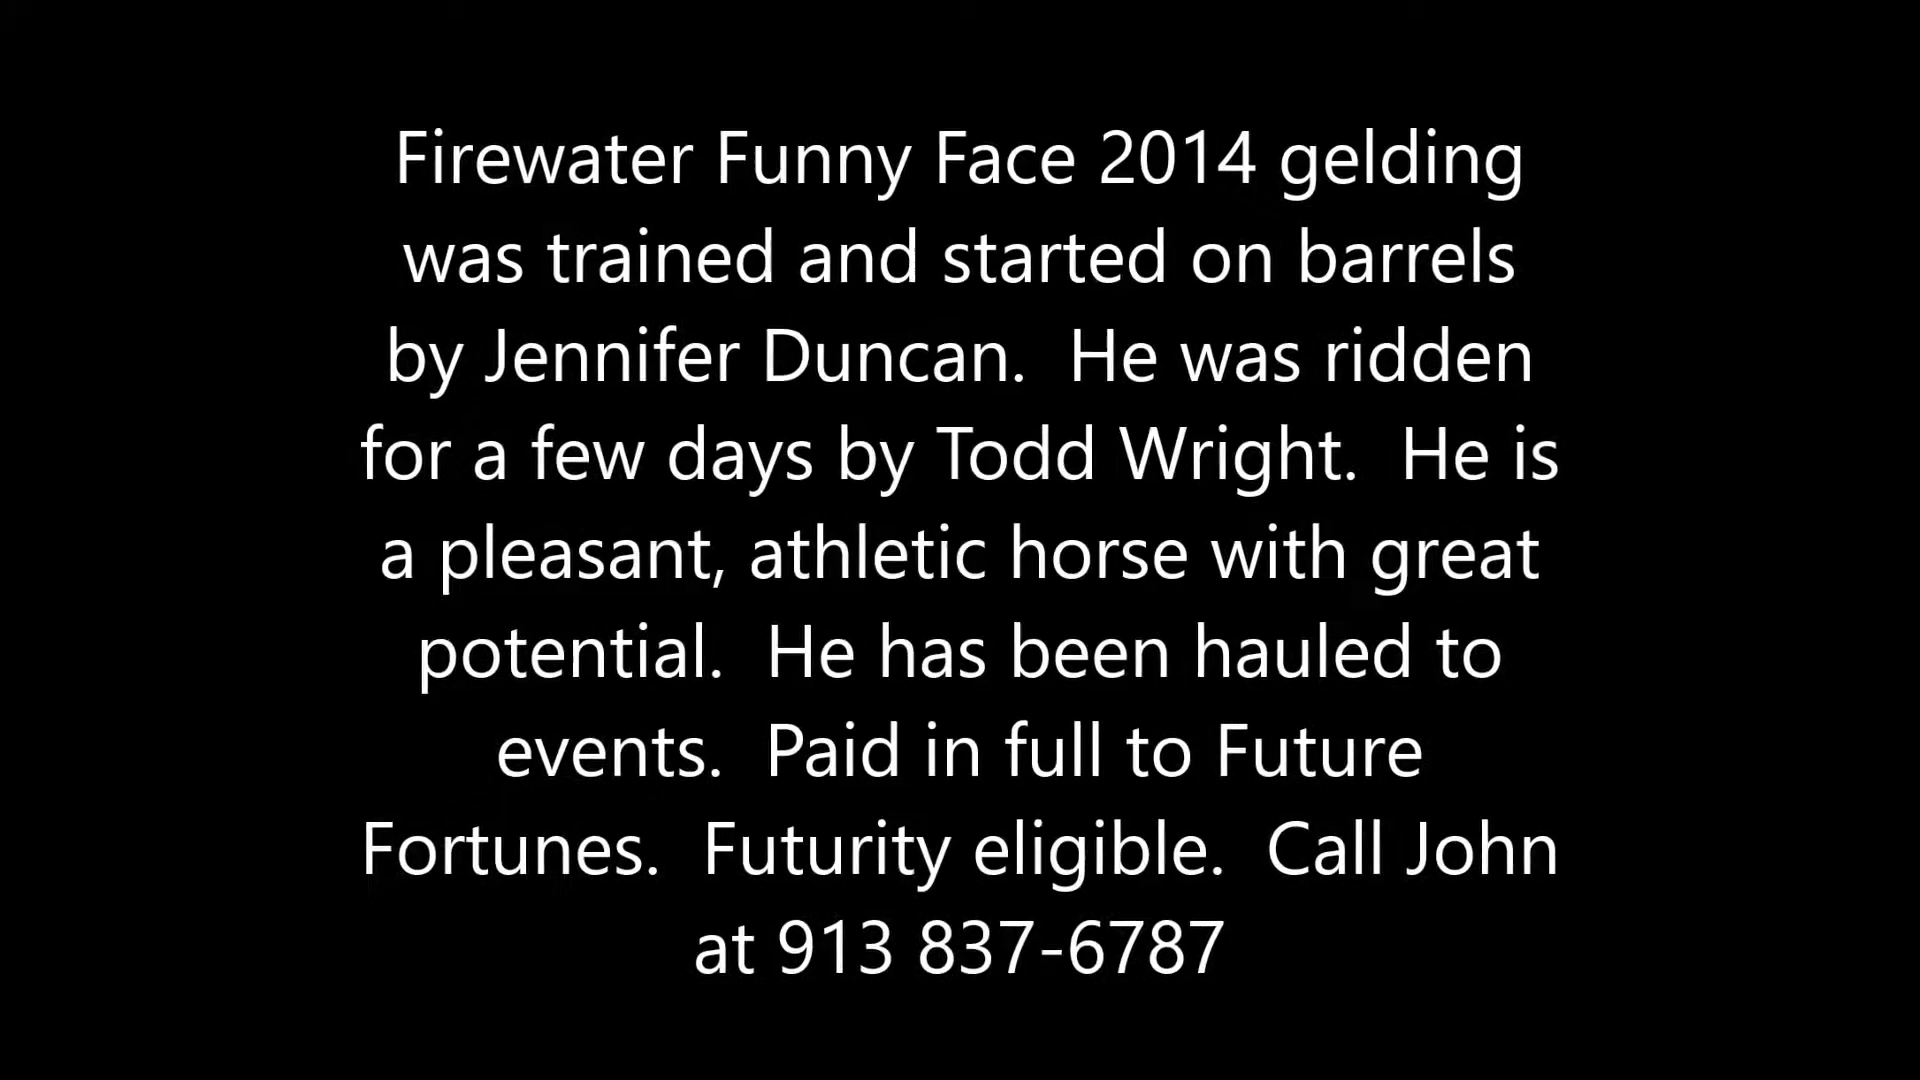 Firewater Funny Face 2014 gelding
was trained and started on barrels
by Jennifer Duncan.  He was ridden
for a few days by Todd Wright.  He is
a pleasant, athletic horse with great
potential.  He has been hauled to
events.  Paid in full to Future
Fortunes.  Futurity eligible.  Call John
at 913 837-6787